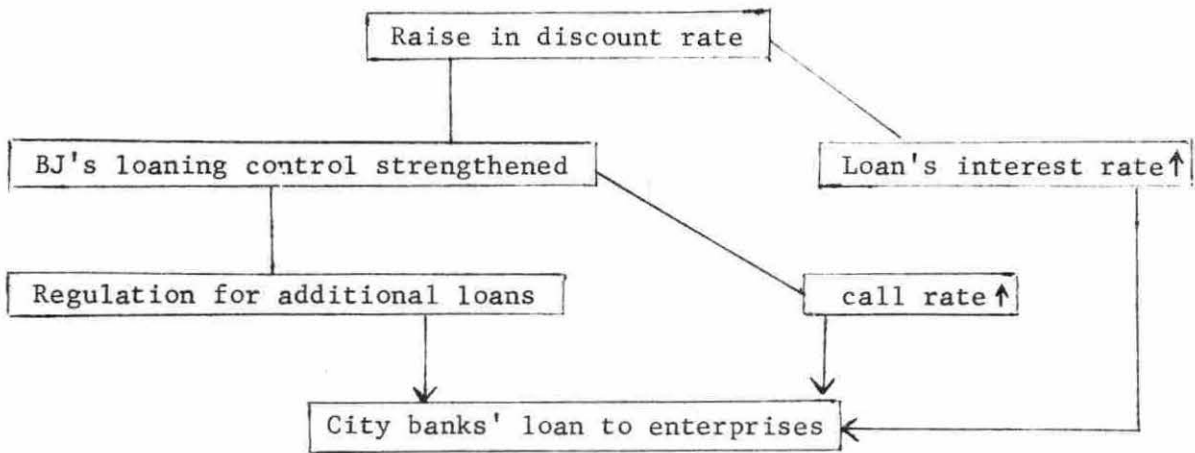 Raise in discount rate
BJ's loaning control strengthened
Loan's interest rate↑
Regulation for additional loans
call rate↑
City banks' loan to enterprises